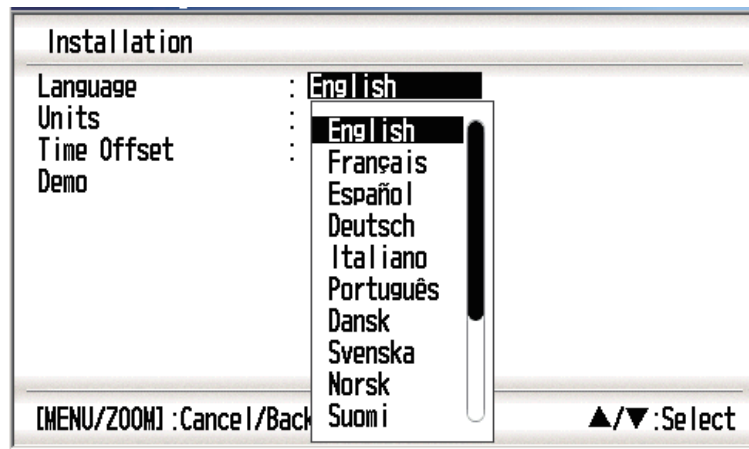 Installation
Language : English
Units :
Time Offset :
Demo
English
Français
Español
Deutsch
Italiano
Português
Dansk
Svenska
Norsk
Suomi
[MENU/ZOOM]:Cancel/Back
▲/▼:Select